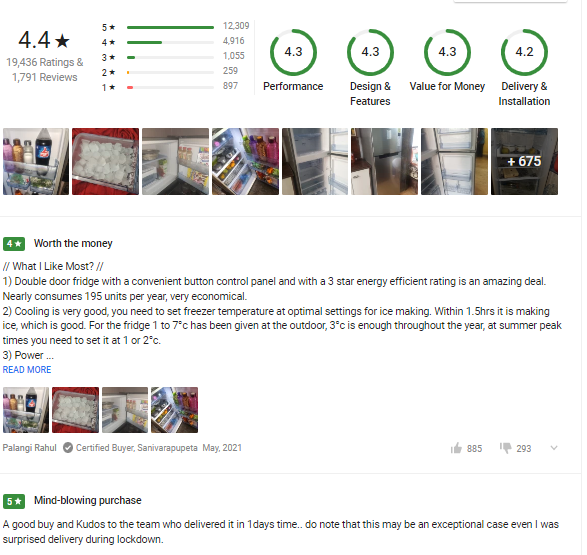 4.4 ★
19,436 Ratings &
1,791 Reviews
5 ★ 12,309
4 ★ 4,916
3 ★ 1,055
2 ★ 259
1 ★ 897
4.3
Performance
4.3
Design &
Features
4.3
Value for Money
4.2
Delivery &
Installation
+ 675
4 ★ Worth the money
// What I Like Most? //
1) Double door fridge with a convenient button control panel and with a 3 star energy efficient rating is an amazing deal.
Nearly consumes 195 units per year, very economical.
2) Cooling is very good, you need to set freezer temperature at optimal settings for ice making. Within 1.5hrs it is making
ice, which is good. For the fridge 1 to 7°c has been given at the outdoor, 3°c is enough throughout the year, at summer peak
times you need to set it at 1 or 2°c.
3) Power ...
READ MORE
Palangi Rahul Certified Buyer, Sanivarapupeta May, 2021 885 293
5 ★ Mind-blowing purchase
A good buy and Kudos to the team who delivered it in 1days time.. do note that this may be an exceptional case even I was
surprised delivery during lockdown.